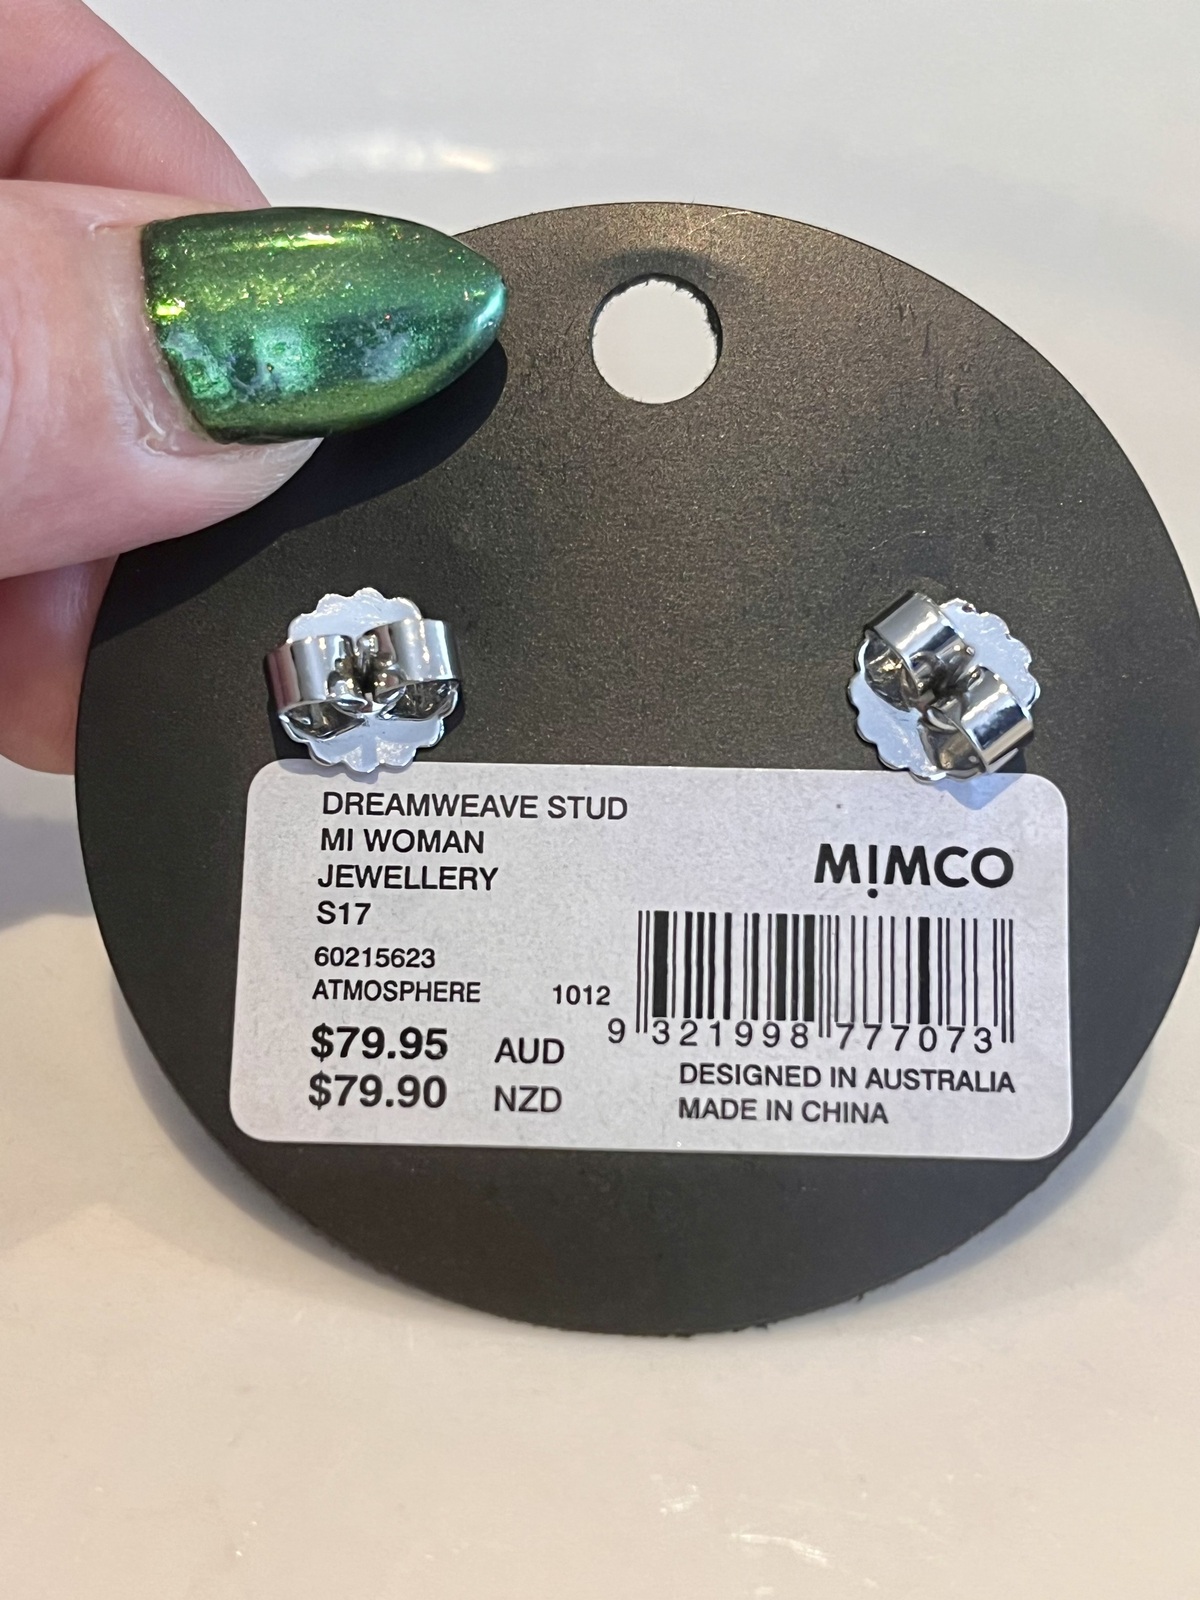 DREAMWEAVE STUD
MI WOMAN
JEWELLERY
S17
60215623
ATMOSPHERE 1012
$79.95 AUD
$79.90 NZD
MIMCO
9 321998 777073
DESIGNED IN AUSTRALIA
MADE IN CHINA